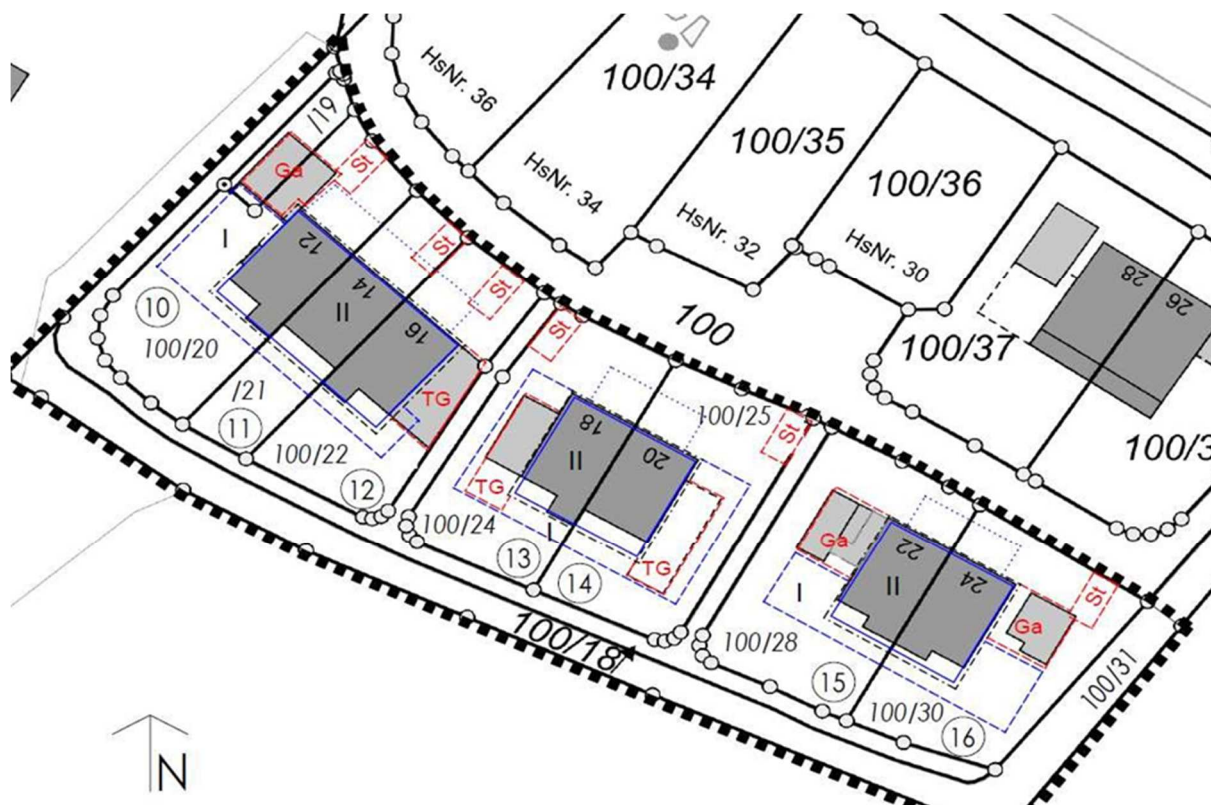 HsNr. 36
100/34
/19
Ga
St
100/35
HsNr. 34
100/36
HsNr. 32
HsNr. 30
I
12
St
14
II
St
16
10
100/20
/21
TG
11
100/22
12
St
100
100/37
28
26
100/3
100/25
St
18
20
II
TG
I
TG
100/24
13
14
100/18
Ga
22
24
II
I
St
Ga
100/28
15
100/30
16
100/31
N